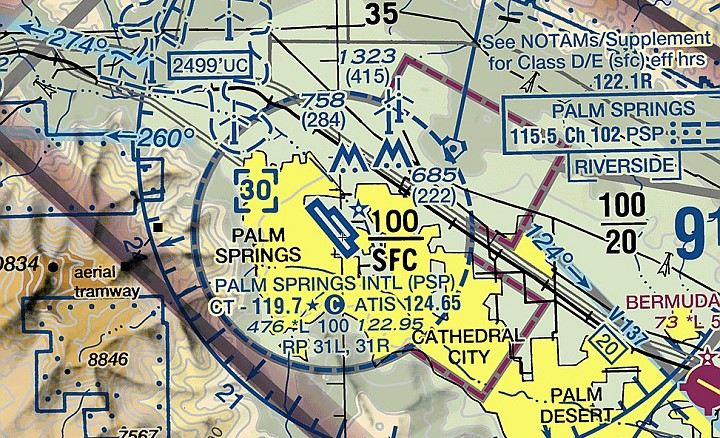 35
274°
See NOTAMs/Supplement
for Class D/E (sfc) eff hrs
2499'UC
1323
(415)
122.1R
758
(284)
PALM SPRINGS
115.5 Ch 102 PSP
260°
RIVERSIDE
685
(222)
30
100
SFC
100
20
91
PALM
SPRINGS
124°
24
0834
aerial
tramway
PALM SPRINGS INTL (PSP)
CT - 119.7 ★ C ATIS 124.65
476 *L 100 122.95
RP 31L, 31R
BERMUDA
73 *L 5
V-137
20
CATHEDRAL
CITY
8846
21
PALM
DESERT
7567